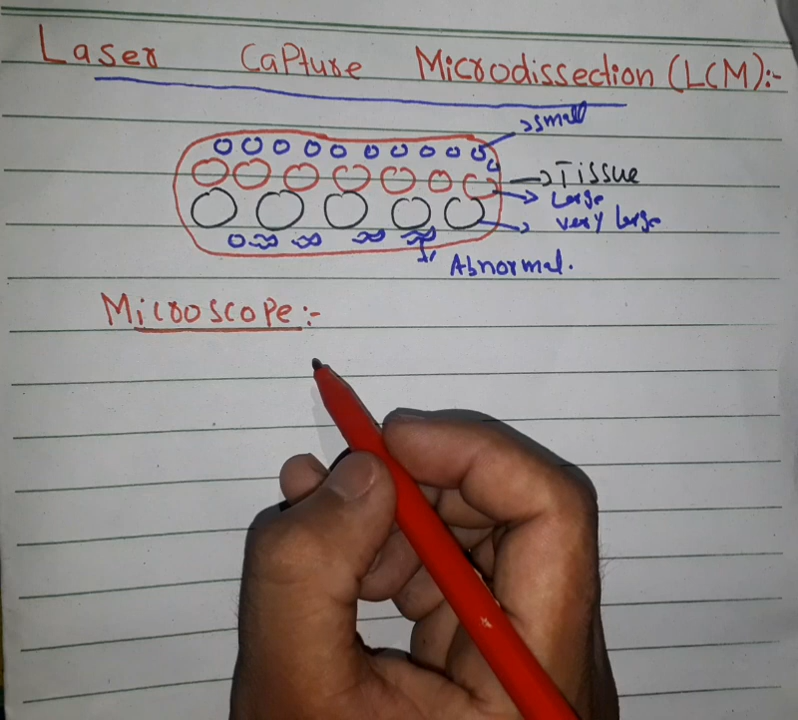 Laser Capture Microdissection (LCM):-
small
Tissue
Large
very large
Abnormal.
Microscope:-